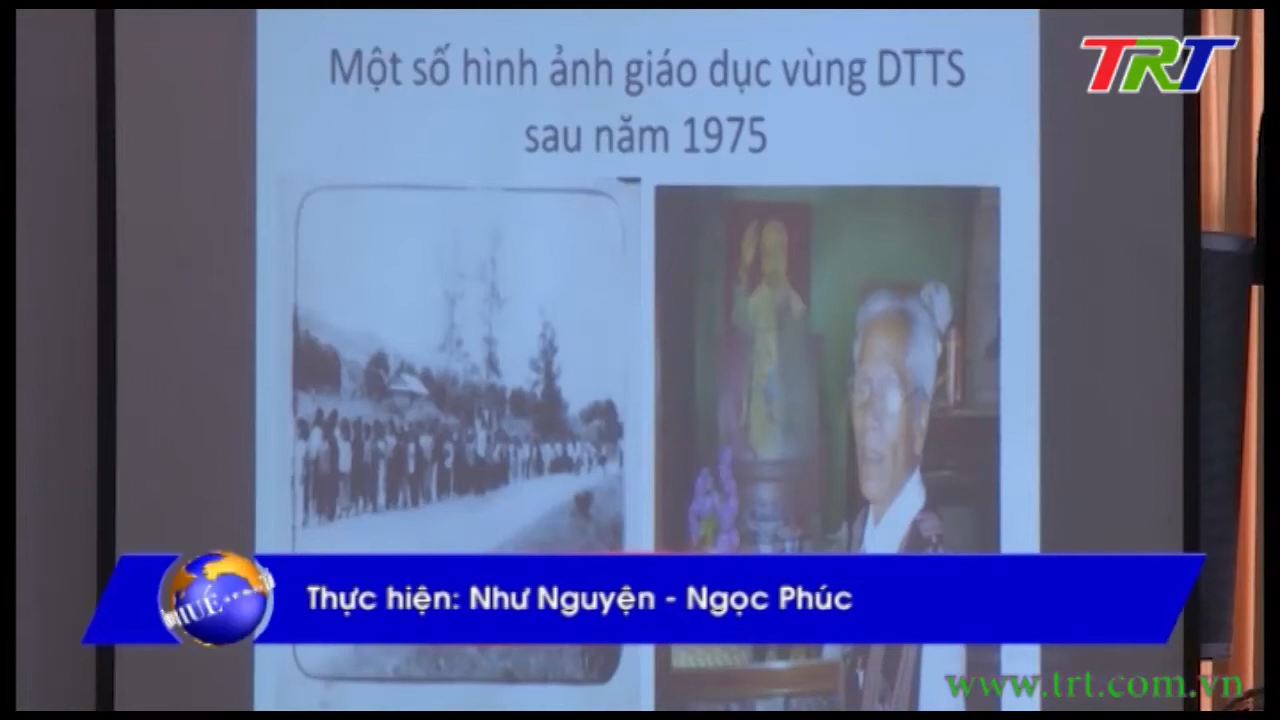 Một số hình ảnh giáo dục vùng DTTS
sau năm 1975
TRT
Thực hiện: Như Nguyện - Ngọc Phúc
HUẾ
www.trt.com.vn